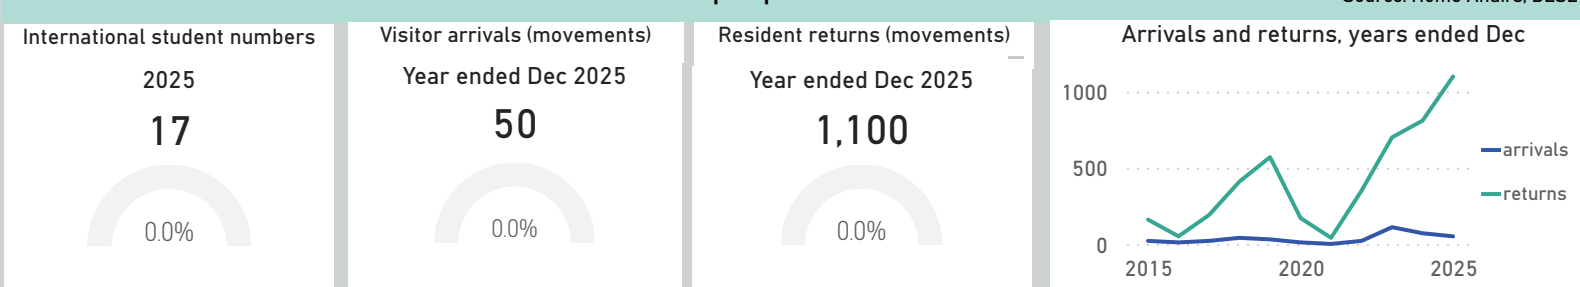 International student numbers
2025
17
0.0%
Visitor arrivals (movements)
Year ended Dec 2025
50
0.0%
Resident returns (movements)
Year ended Dec 2025
1,100
0.0%
Arrivals and returns, years ended Dec
1000
500
0
2015 2020 2025
arrivals
returns